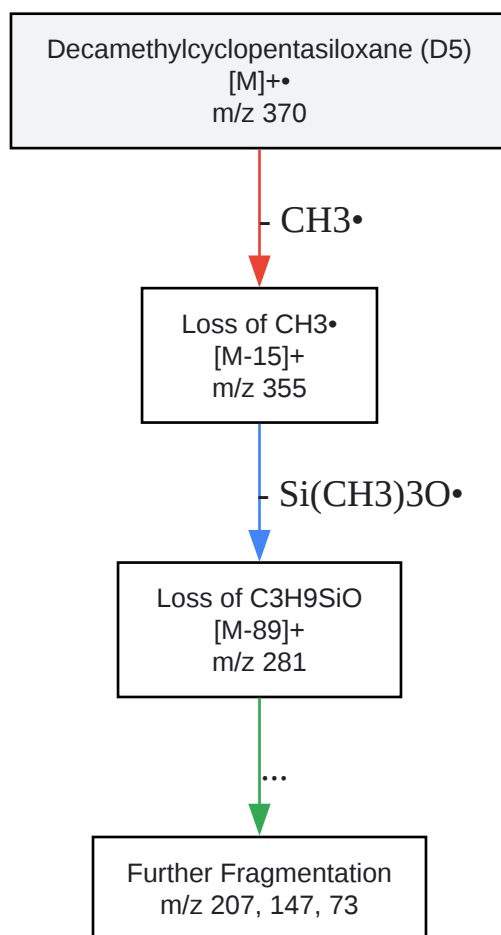 Decamethylcyclopentasiloxane (D5)
[M]+•
m/z 370
- CH3•
Loss of CH3•
[M-15]+
m/z 355
- Si(CH3)3O•
Loss of C3H9SiO
[M-89]+
m/z 281
...
Further Fragmentation
m/z 207, 147, 73